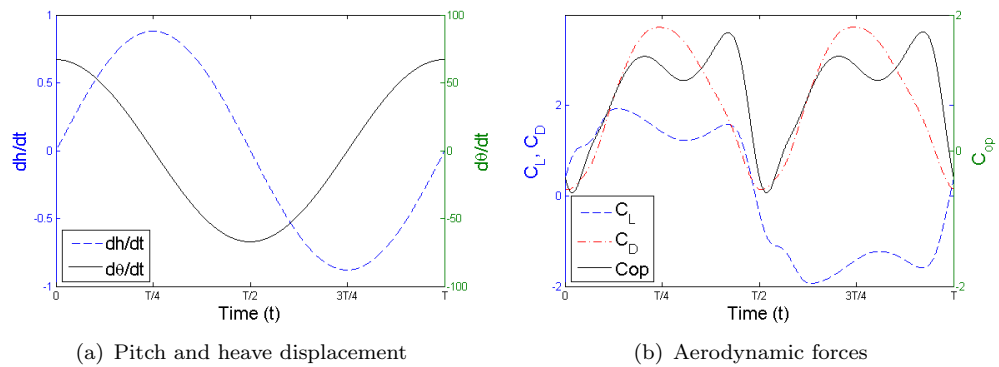 1
0.5
0
-0.5
-1
dh/dt
100
50
0
-50
-100
dθ/dt
dh/dt
dθ/dt
0
T/4
T/2
3T/4
T
Time (t)
(a) Pitch and heave displacement
2
0
-2
C_L, C_D
2
0
-2
C_op
C_L
C_D
Cop
0
T/4
T/2
3T/4
T
Time (t)
(b) Aerodynamic forces